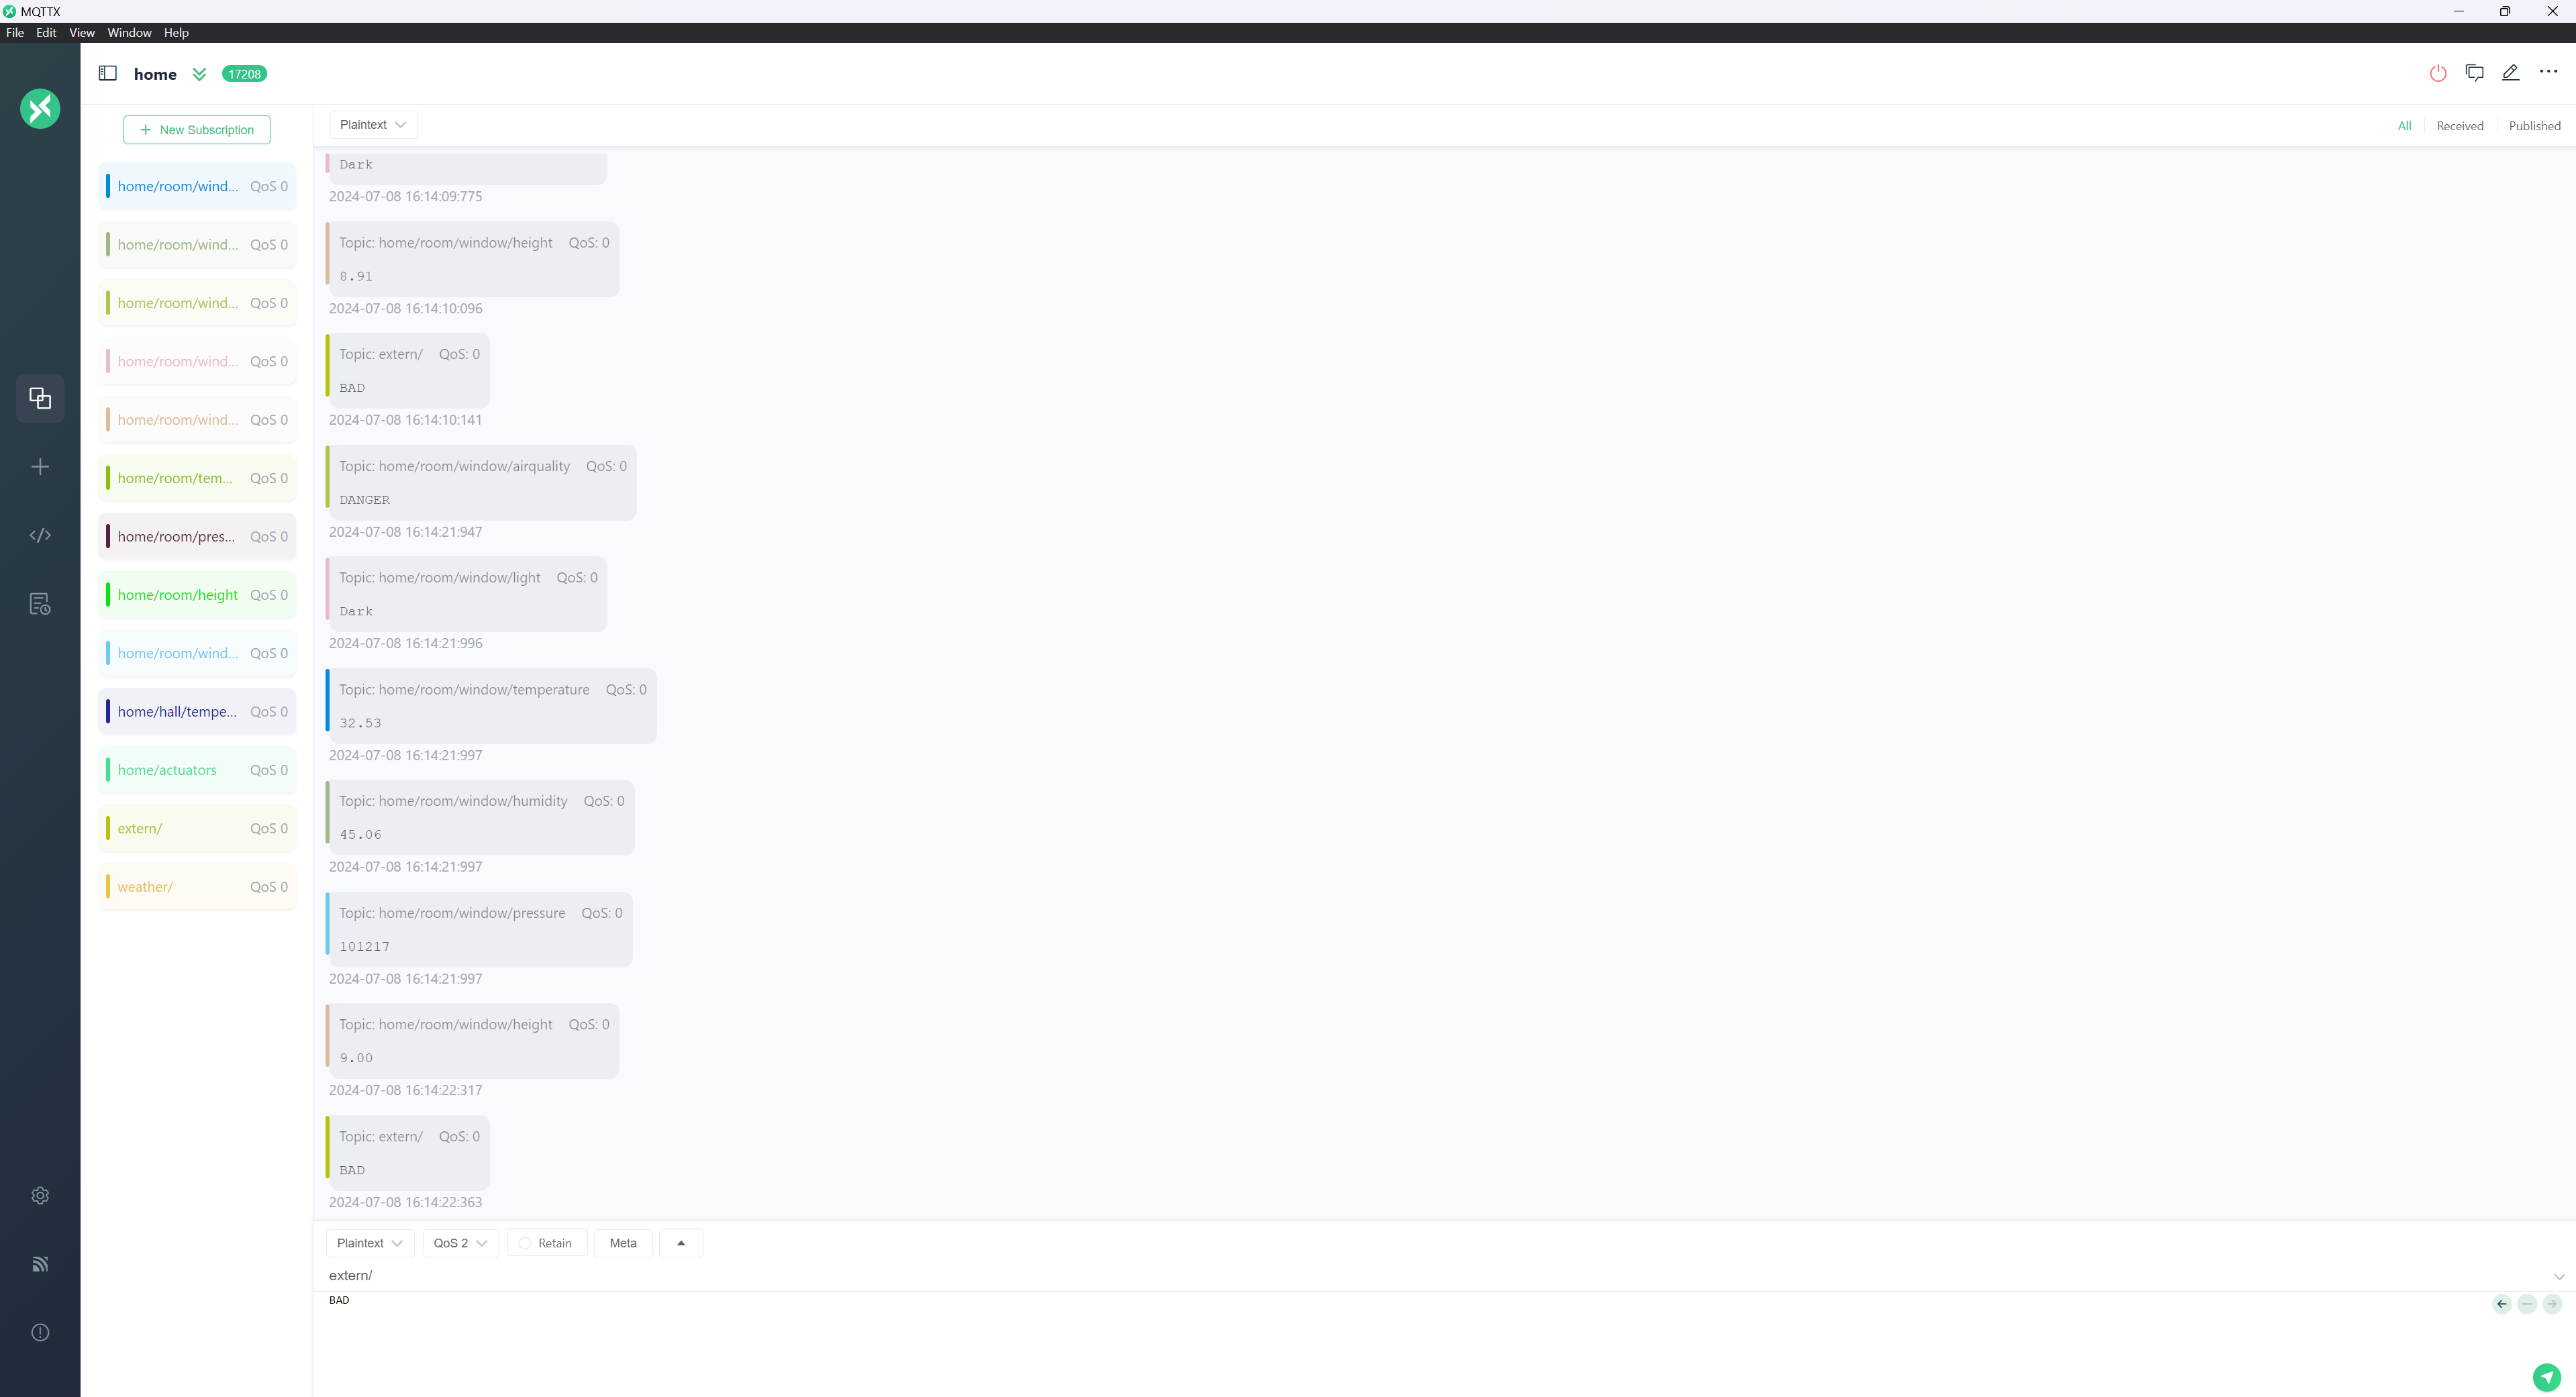 MQTTX
File Edit View Window Help
home 17208
+ New Subscription
home/room/wind... QoS 0
home/room/wind... QoS 0
home/room/wind... QoS 0
home/room/wind... QoS 0
home/room/wind... QoS 0
home/room/tem... QoS 0
home/room/pres... QoS 0
home/room/height QoS 0
home/room/wind... QoS 0
home/hall/tempe... QoS 0
home/actuators QoS 0
extern/ QoS 0
weather/ QoS 0
Plaintext All Received Published
Dark
2024-07-08 16:14:09:775
Topic: home/room/window/height QoS: 0
8.91
2024-07-08 16:14:10:096
Topic: extern/ QoS: 0
BAD
2024-07-08 16:14:10:141
Topic: home/room/window/airquality QoS: 0
DANGER
2024-07-08 16:14:21:947
Topic: home/room/window/light QoS: 0
Dark
2024-07-08 16:14:21:996
Topic: home/room/window/temperature QoS: 0
32.53
2024-07-08 16:14:21:997
Topic: home/room/window/humidity QoS: 0
45.06
2024-07-08 16:14:21:997
Topic: home/room/window/pressure QoS: 0
101217
2024-07-08 16:14:21:997
Topic: home/room/window/height QoS: 0
9.00
2024-07-08 16:14:22:317
Topic: extern/ QoS: 0
BAD
2024-07-08 16:14:22:363
Plaintext QoS 2 Retain Meta
extern/
BAD